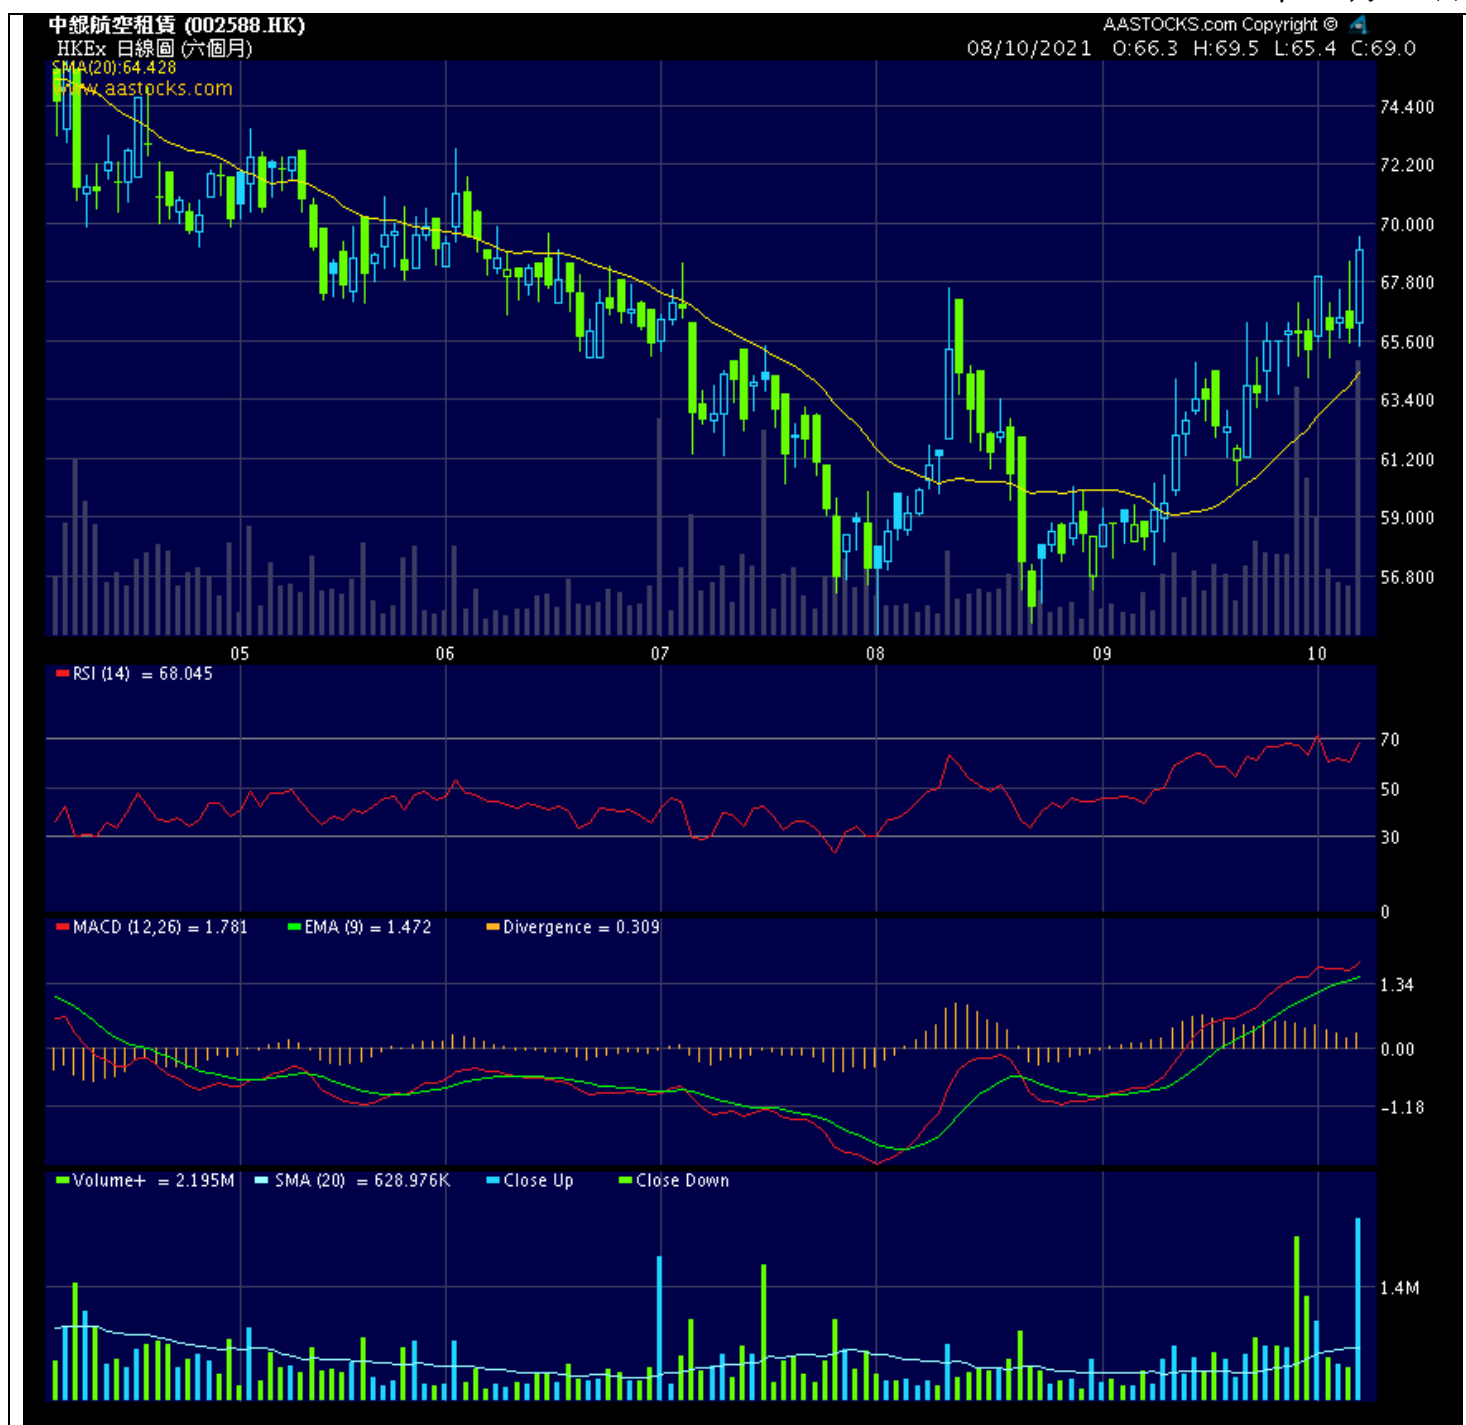 中銀航空租賃 (002588.HK)
AASTOCKS.com Copyright ©
HKEx 日線圖 (六個月)
08/10/2021 O:66.3 H:69.5 L:65.4 C:69.0
SMA(20):64.428
www.aastocks.com
74.400
72.200
70.000
67.800
65.600
63.400
61.200
59.000
56.800
05 06 07 08 09 10
RSI (14) = 68.045
70
50
30
0
MACD (12,26) = 1.781 EMA (9) = 1.472 Divergence = 0.309
1.34
0.00
-1.18
Volume+ = 2.195M SMA (20) = 628.976K Close Up Close Down
1.4M